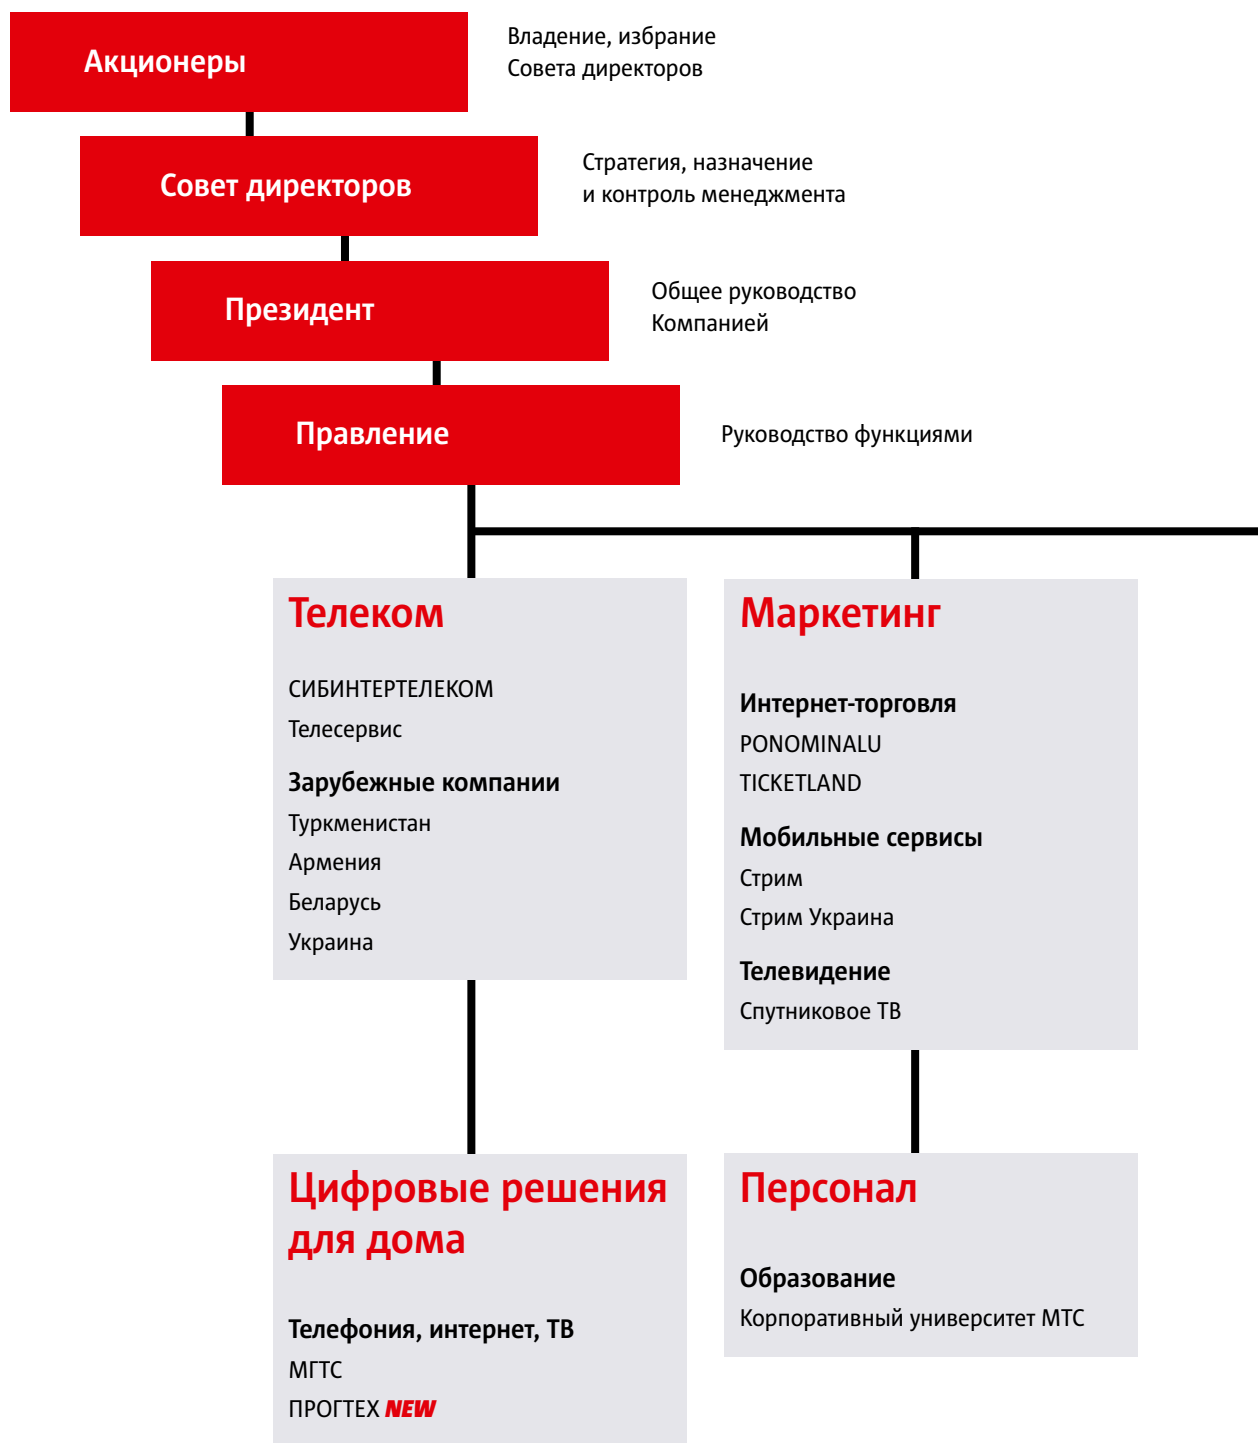 Акционеры
Владение, избрание
Совета директоров
Совет директоров
Стратегия, назначение
и контроль менеджмента
Президент
Общее руководство
Компанией
Правление
Руководство функциями
Телеком
СИБИНТЕРТЕЛЕКОМ
Телесервис
Зарубежные компании
Туркменистан
Армения
Беларусь
Украина
Маркетинг
Интернет-торговля
PONOMINALU
TICKETLAND
Мобильные сервисы
Стрим
Стрим Украина
Телевидение
Спутниковое ТВ
Цифровые решения
для дома
Телефония, интернет, ТВ
МГТС
ПРОГТЕХ NEW
Персонал
Образование
Корпоративный университет МТС